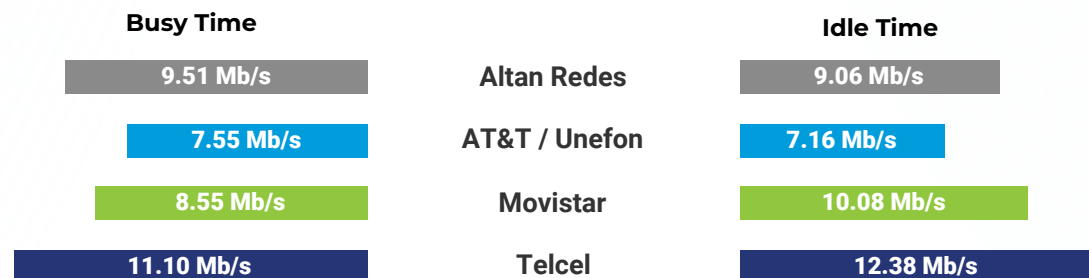 Busy Time Idle Time
9.51 Mb/s Altan Redes 9.06 Mb/s
7.55 Mb/s AT&T / Unefon 7.16 Mb/s
8.55 Mb/s Movistar 10.08 Mb/s
11.10 Mb/s Telcel 12.38 Mb/s